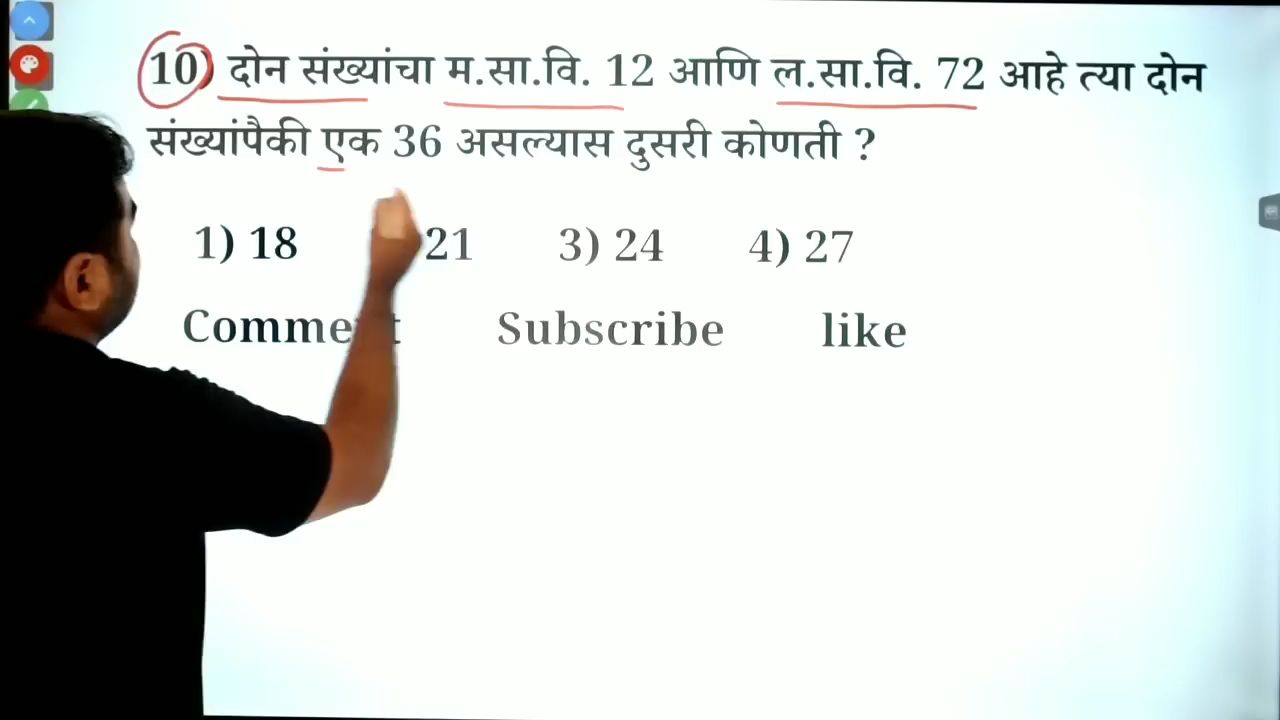 10) दोन संख्यांचा म.सा.वि. 12 आणि ल.सा.वि. 72 आहे त्या दोन
संख्यांपैकी एक 36 असल्यास दुसरी कोणती ?
1) 18 21 3) 24 4) 27
Subscribe like